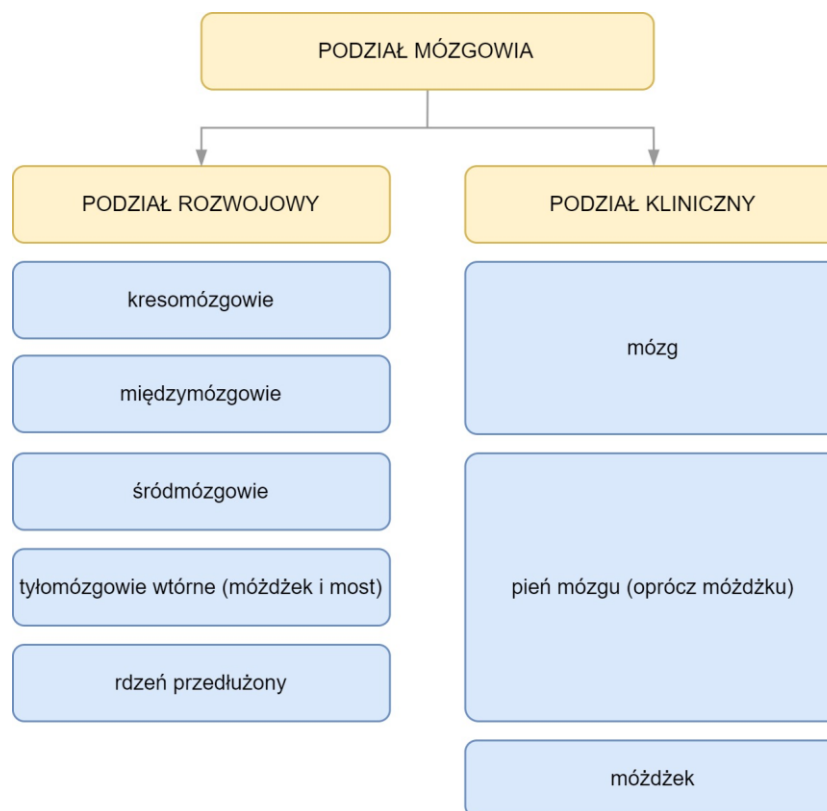 PODZIAŁ MÓZGOWIA
PODZIAŁ ROZWOJOWY
kresomózgowie
międzymózgowie
śródmózgowie
tyłomózgowie wtórne (móżdżek i most)
rdzeń przedłużony
PODZIAŁ KLINICZNY
mózg
pień mózgu (oprócz móżdżku)
móżdżek